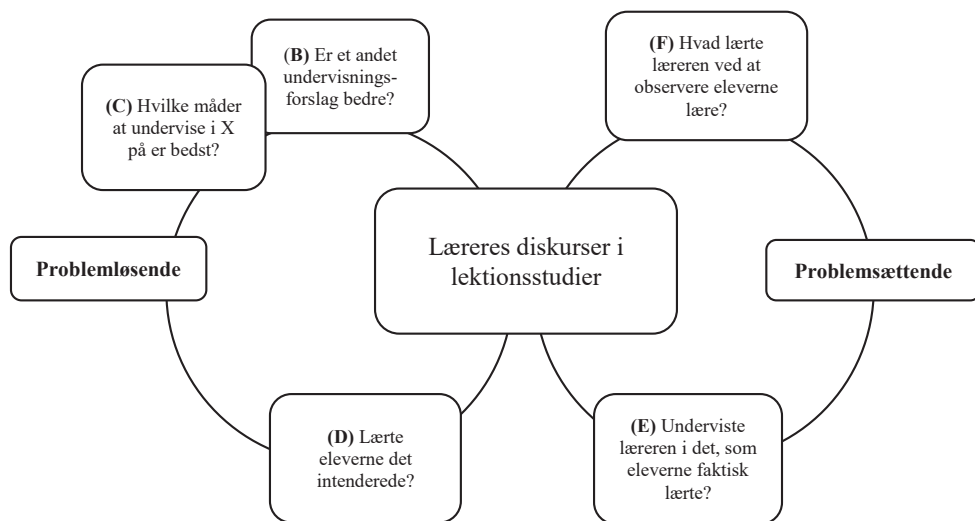 (B) Er et andet
undervisnings-
forslag bedre?
(C) Hvilke måder
at undervise i X
på er bedst?
(F) Hvad lærte
læreren ved at
observere eleverne
lære?
Læreres diskurser i
lektionsstudier
Problemløsende
Problemsættende
(D) Lærte
eleverne det
intenderede?
(E) Underviste
læreren i det, som
eleverne faktisk
lærte?